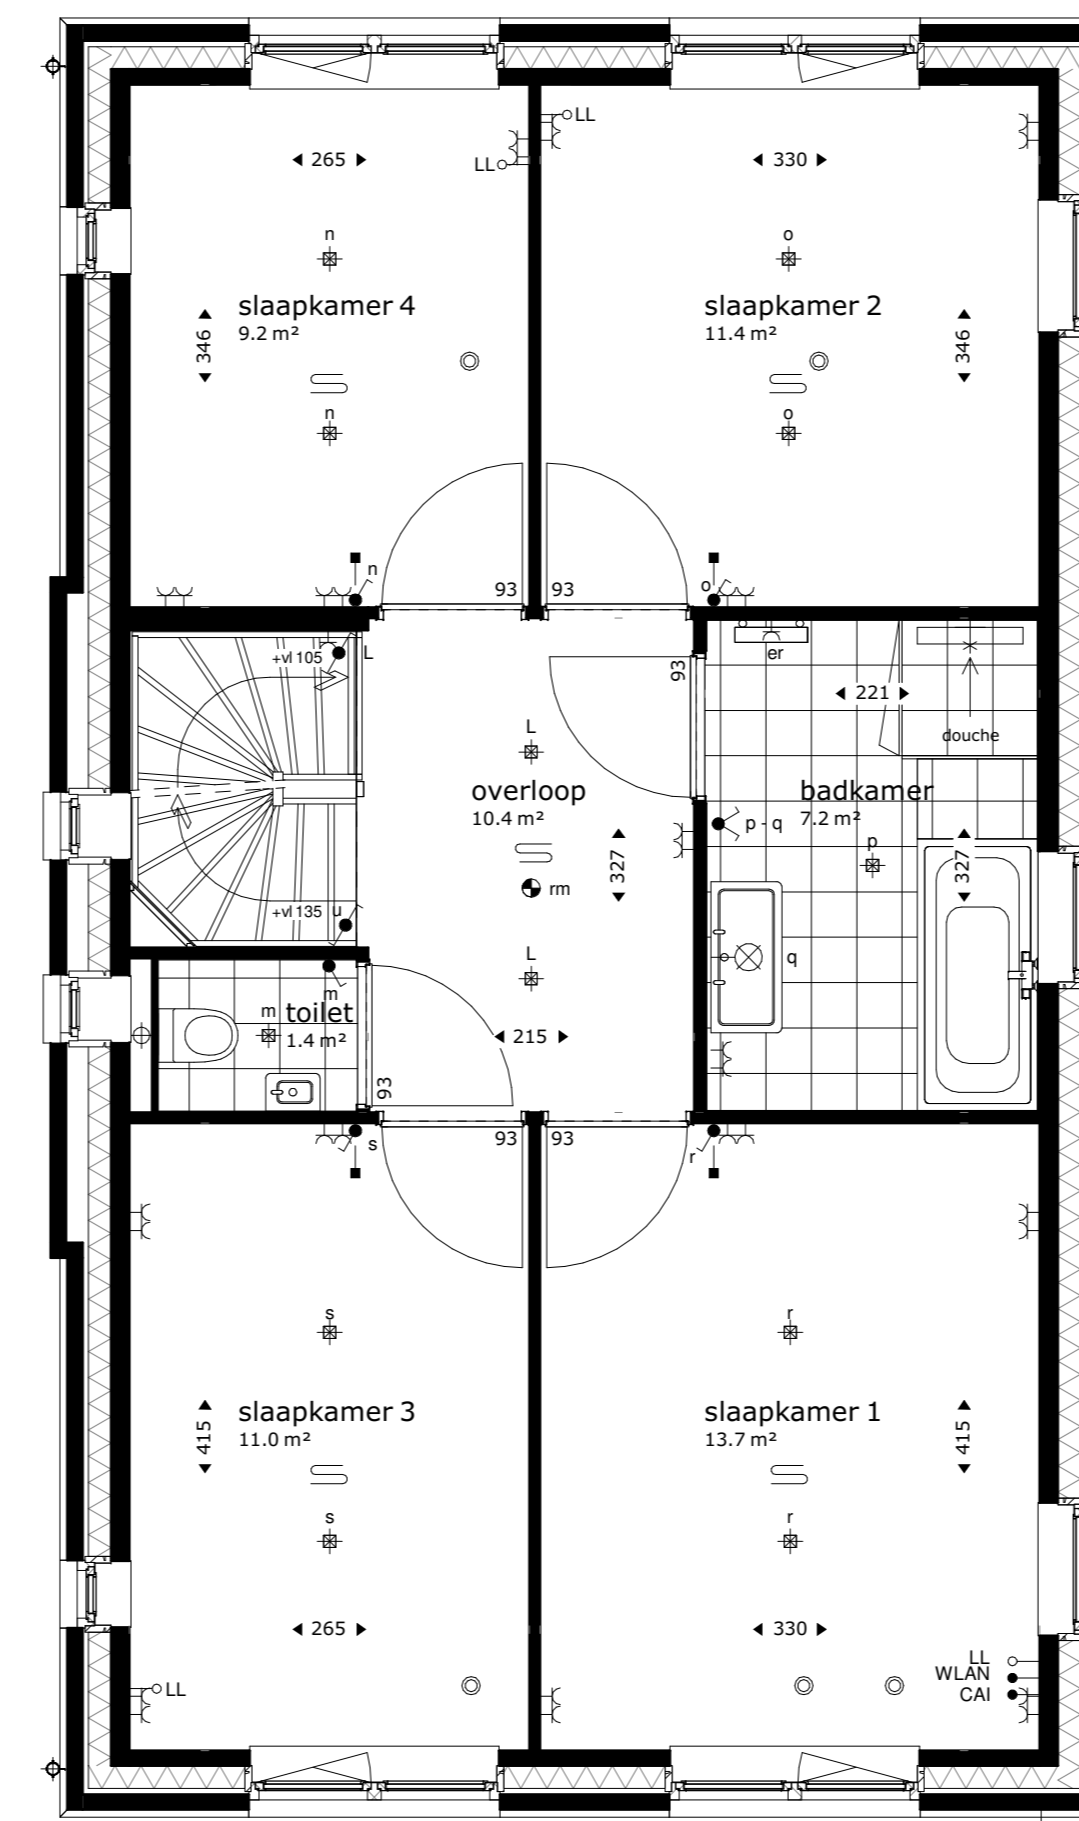 LL
265
LL
330
n
o
slaapkamer 4
9.2 m²
slaapkamer 2
11.4 m²
346
346
n
o
n
93
93
o
+vl 105
L
93
er
221
L
douche
overloop
10.4 m²
badkamer
7.2 m²
p - q
p
327
327
rm
+vl 135
u
L
q
m
m
toilet
1.4 m²
215
93
s
93
93
r
s
r
slaapkamer 3
11.0 m²
slaapkamer 1
13.7 m²
415
415
s
r
265
330
LL
LL
WLAN
CAI